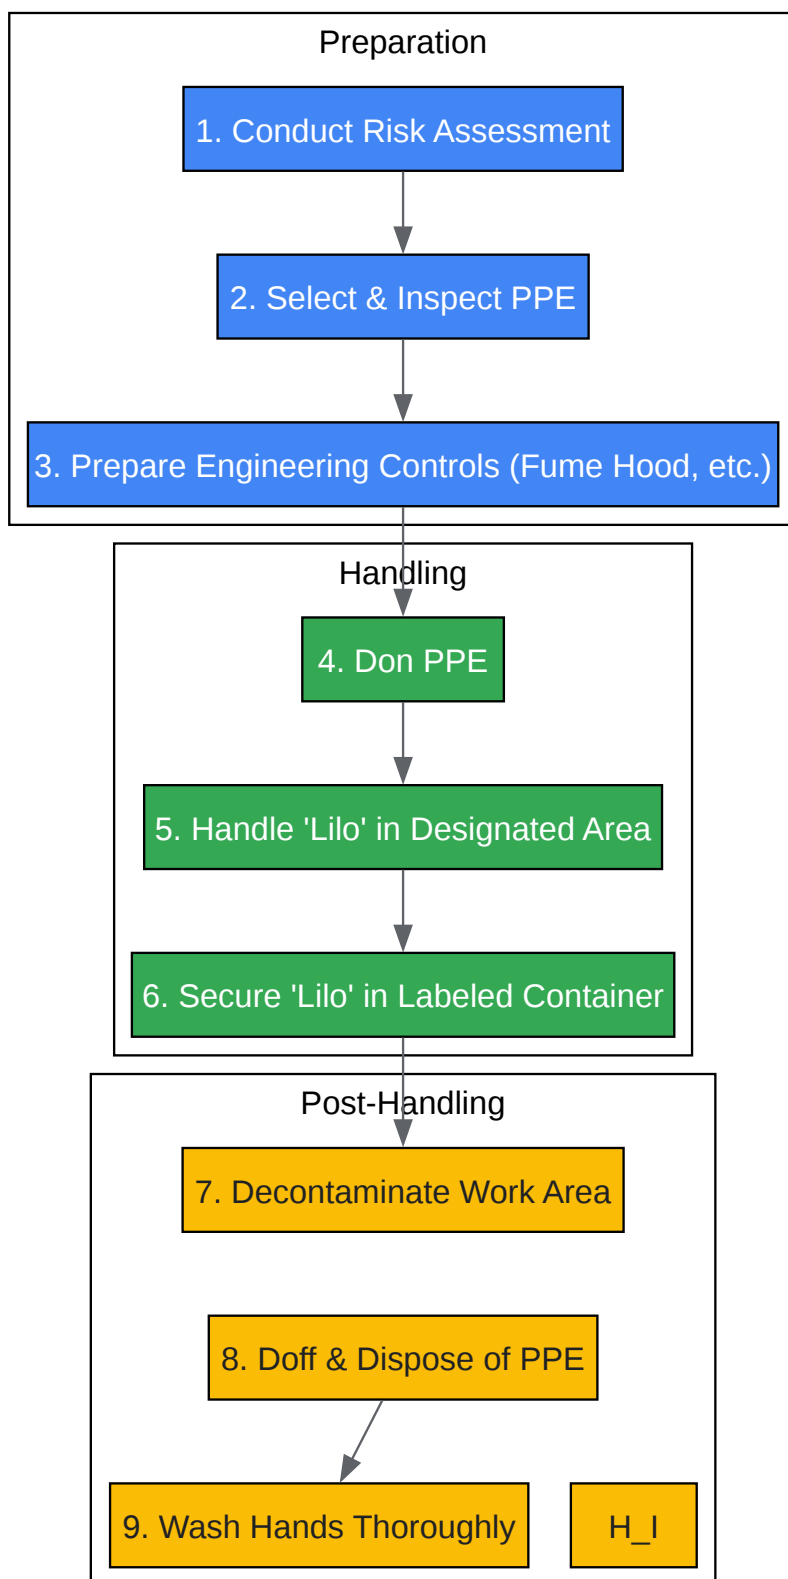 Preparation
1. Conduct Risk Assessment
2. Select & Inspect PPE
3. Prepare Engineering Controls (Fume Hood, etc.)
Handling
4. Don PPE
5. Handle 'Lilo' in Designated Area
6. Secure 'Lilo' in Labeled Container
Post-Handling
7. Decontaminate Work Area
8. Doff & Dispose of PPE
9. Wash Hands Thoroughly
H_I